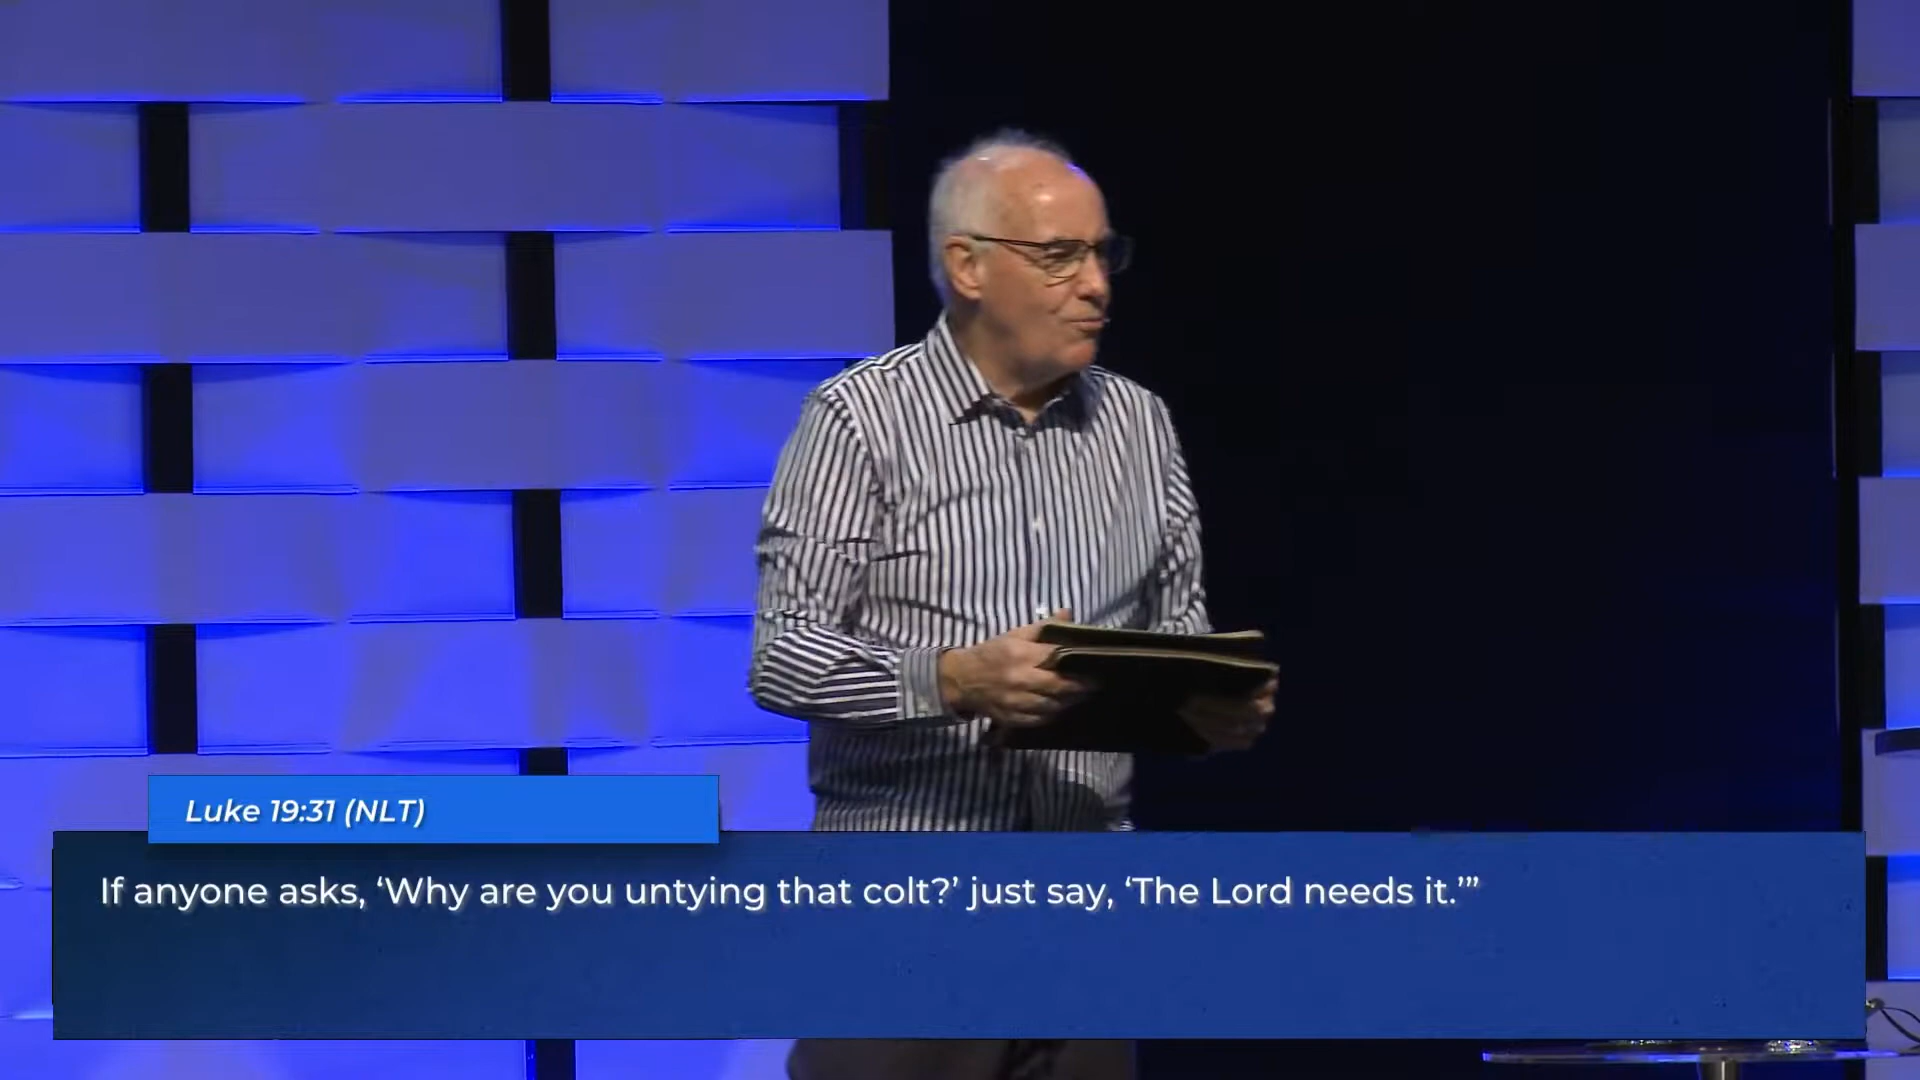 Luke 19:31 (NLT)
If anyone asks, ‘Why are you untying that colt?’ just say, ‘The Lord needs it.’”